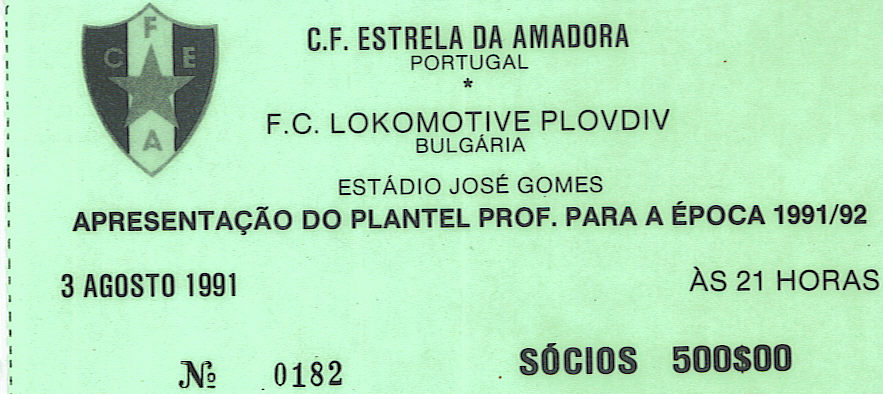 C F E A
C.F. ESTRELA DA AMADORA
PORTUGAL
*
F.C. LOKOMOTIVE PLOVDIV
BULGÁRIA
ESTÁDIO JOSÉ GOMES
APRESENTAÇÃO DO PLANTEL PROF. PARA A ÉPOCA 1991/92
3 AGOSTO 1991 ÀS 21 HORAS
№ 0182 SÓCIOS 500$00